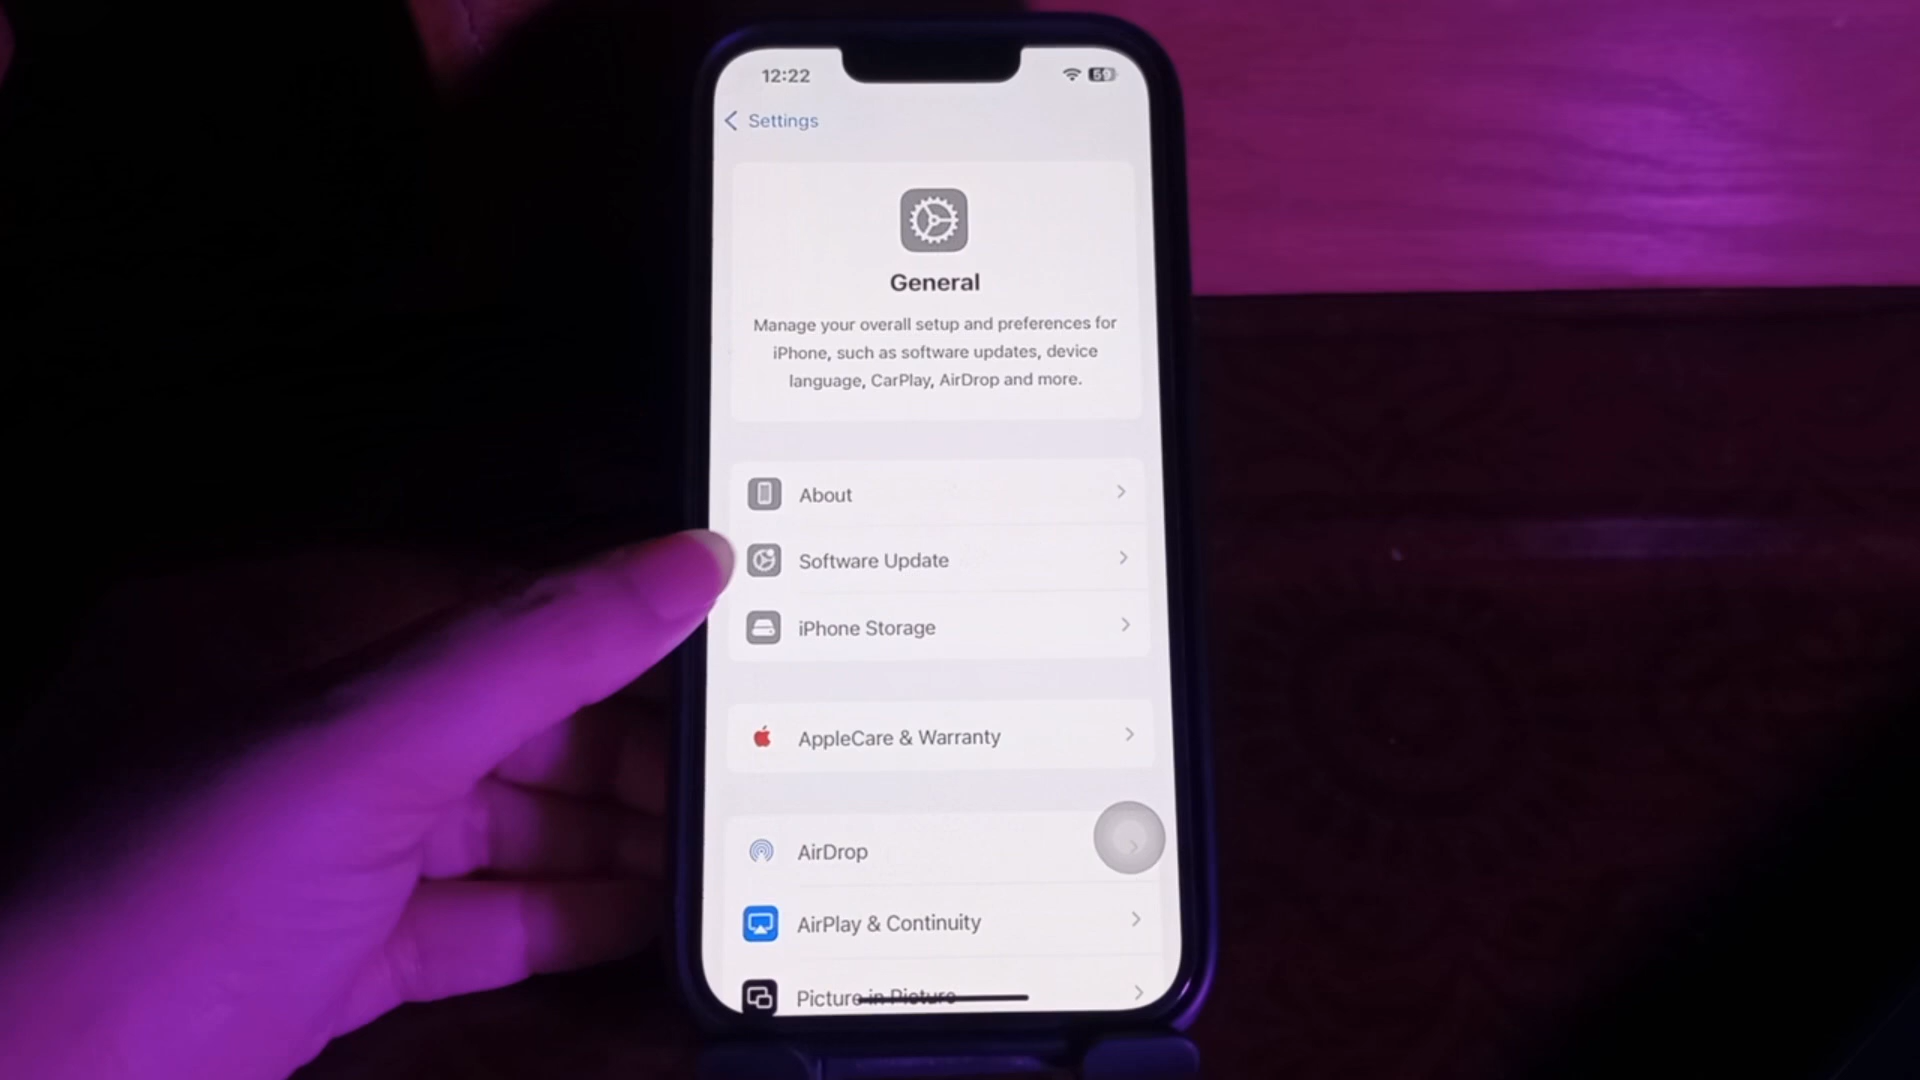 12:22
59
Settings
General
Manage your overall setup and preferences for
iPhone, such as software updates, device
language, CarPlay, AirDrop and more.
About
Software Update
iPhone Storage
AppleCare & Warranty
AirDrop
AirPlay & Continuity
Picture in Picture